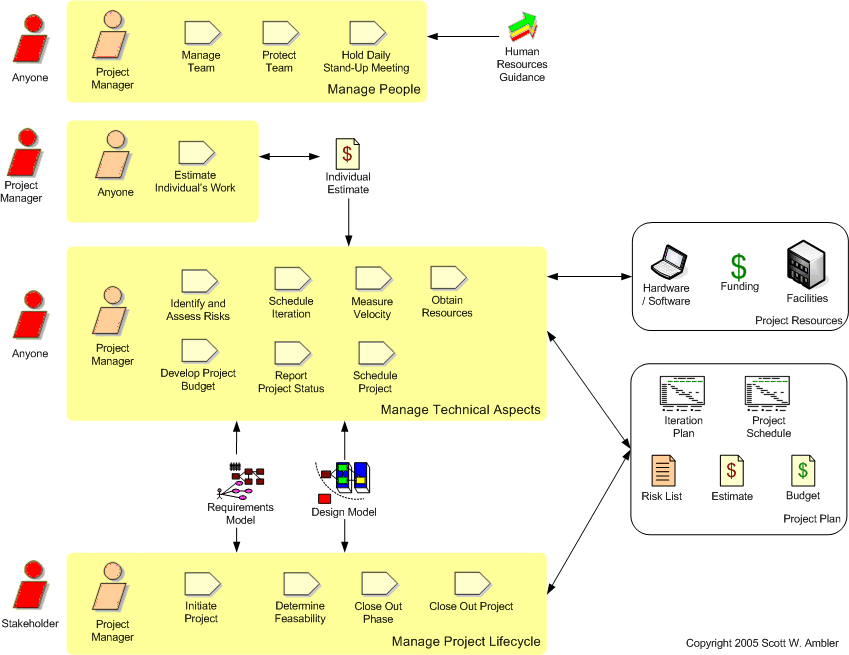 Anyone
Project
Manager
Manage
Team
Protect
Team
Hold Daily
Stand-Up Meeting
Manage People
Human
Resources
Guidance
Project
Manager
Anyone
Estimate
Individual's Work
$
Individual
Estimate
Anyone
Project
Manager
Identify and
Assess Risks
Schedule
Iteration
Measure
Velocity
Obtain
Resources
Develop Project
Budget
Report
Project Status
Schedule
Project
Manage Technical Aspects
Hardware
/ Software
$
Funding
Facilities
Project Resources
Iteration
Plan
Project
Schedule
Risk List
$
Estimate
$
Budget
Project Plan
Requirements
Model
Design Model
Stakeholder
Project
Manager
Initiate
Project
Determine
Feasability
Close Out
Phase
Close Out Project
Manage Project Lifecycle
Copyright 2005 Scott W. Ambler